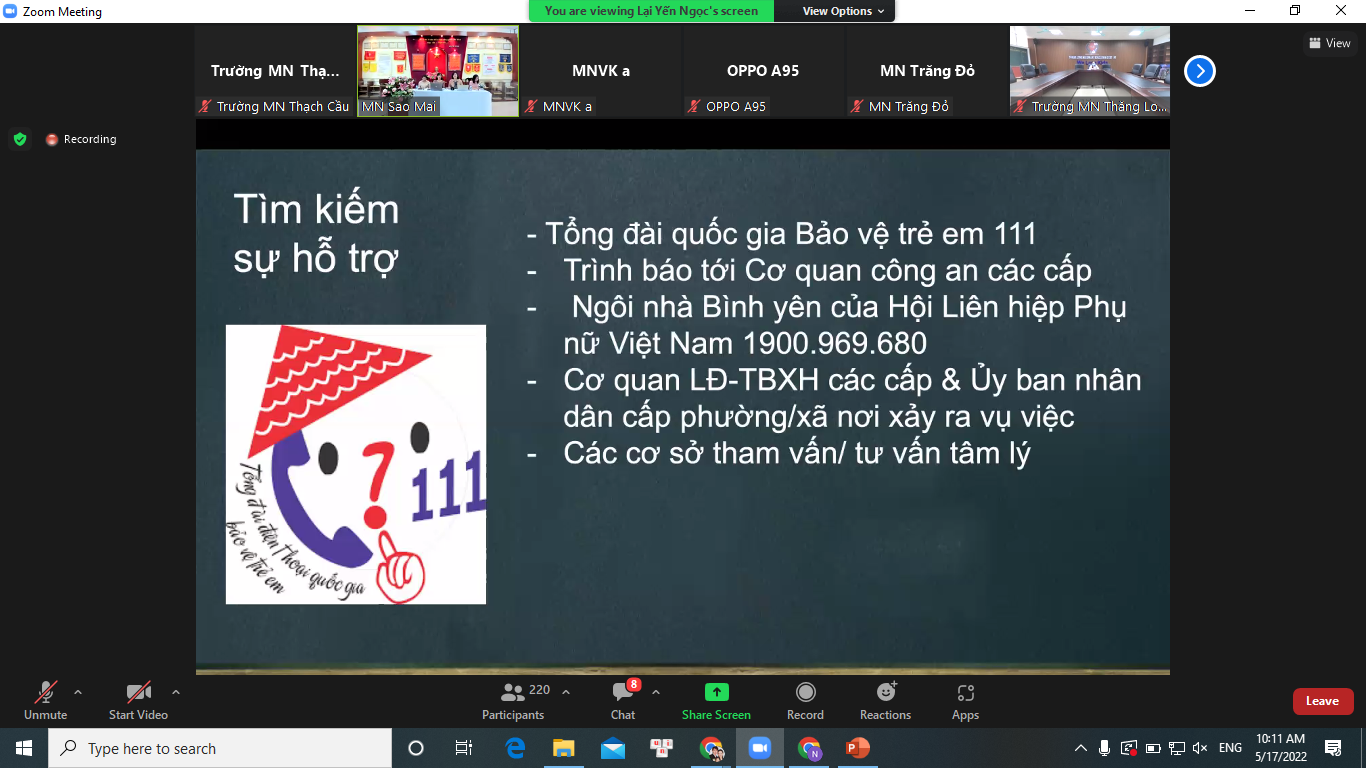 Zoom Meeting
You are viewing Lại Yến Ngọc's screen
View Options
Trường MN Thạ...
MNVK a
OPPO A95
MN Trăng Đỏ
View
Trường MN Thạch Cầu
MN Sao Mai
MNVK a
OPPO A95
MN Trăng Đỏ
Trường MN Thăng Lo...
Recording
Tìm kiếm
sự hỗ trợ
- Tổng đài quốc gia Bảo vệ trẻ em 111
- Trình báo tới Cơ quan công an các cấp
- Ngôi nhà Bình yên của Hội Liên hiệp Phụ
nữ Việt Nam 1900.969.680
- Cơ quan LĐ-TBXH các cấp & Ủy ban nhân
dân cấp phường/xã nơi xảy ra vụ việc
- Các cơ sở tham vấn/ tư vấn tâm lý
?
111
Tổng đài điện thoại quốc gia
bảo vệ trẻ em
Unmute
Start Video
220
Participants
8
Chat
Share Screen
Record
Reactions
Apps
Leave
Type here to search
ENG
10:11 AM
5/17/2022